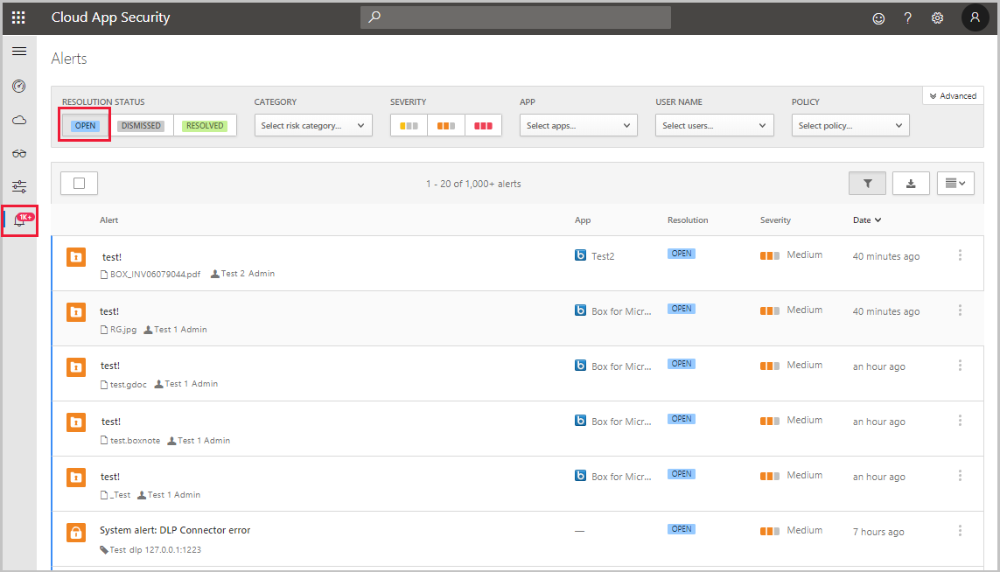 Cloud App Security
?
Alerts
Advanced
RESOLUTION STATUS CATEGORY SEVERITY APP USER NAME POLICY
OPEN DISMISSED RESOLVED Select risk category... Select apps... Select users... Select policy...
1 - 20 of 1,000+ alerts
1K+
Alert App Resolution Severity Date
test! Test2 OPEN Medium 40 minutes ago
BOX_INV06079044.pdf Test 2 Admin
test! Box for Micr... OPEN Medium 40 minutes ago
RG.jpg Test 1 Admin
test! Box for Micr... OPEN Medium an hour ago
test.gdoc Test 1 Admin
test! Box for Micr... OPEN Medium an hour ago
test.boxnote Test 1 Admin
test! Box for Micr... OPEN Medium an hour ago
_Test Test 1 Admin
System alert: DLP Connector error — OPEN Medium 7 hours ago
Test dlp 127.0.0.1:1223